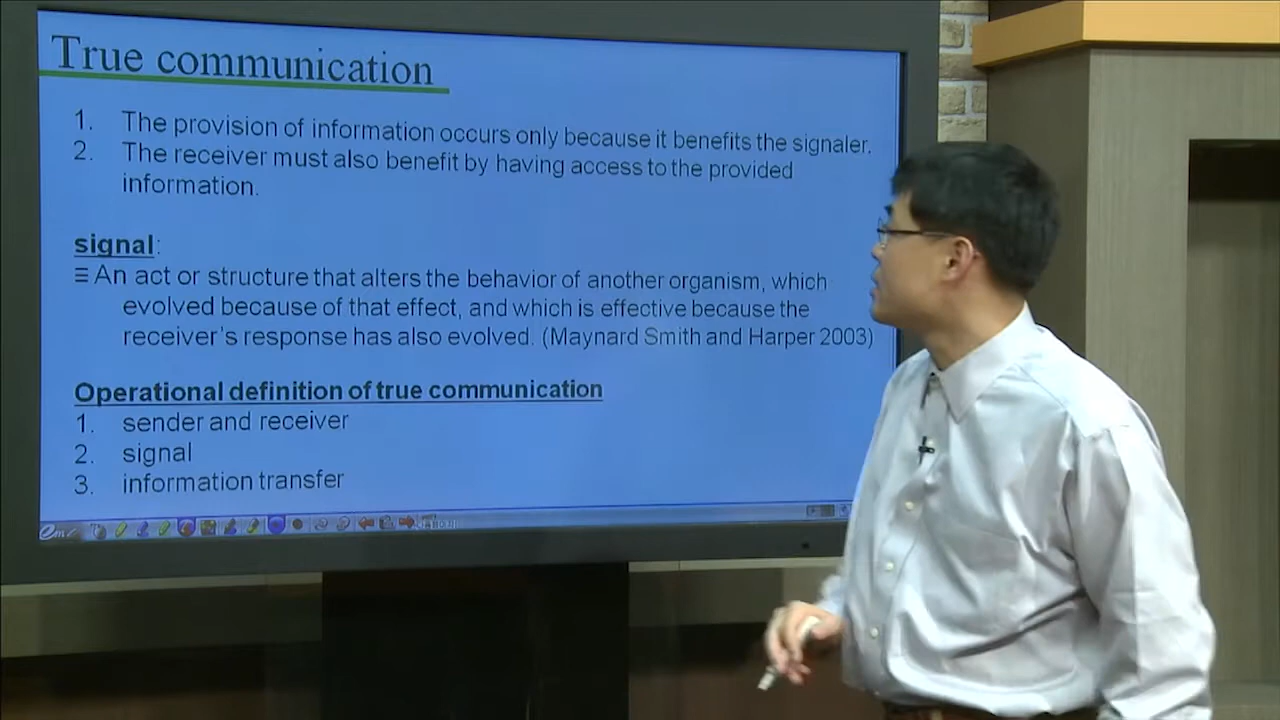 True communication
1. The provision of information occurs only because it benefits the signaler.
2. The receiver must also benefit by having access to the provided
information.
signal:
≡ An act or structure that alters the behavior of another organism, which
evolved because of that effect, and which is effective because the
receiver's response has also evolved. (Maynard Smith and Harper 2003)
Operational definition of true communication
1. sender and receiver
2. signal
3. information transfer